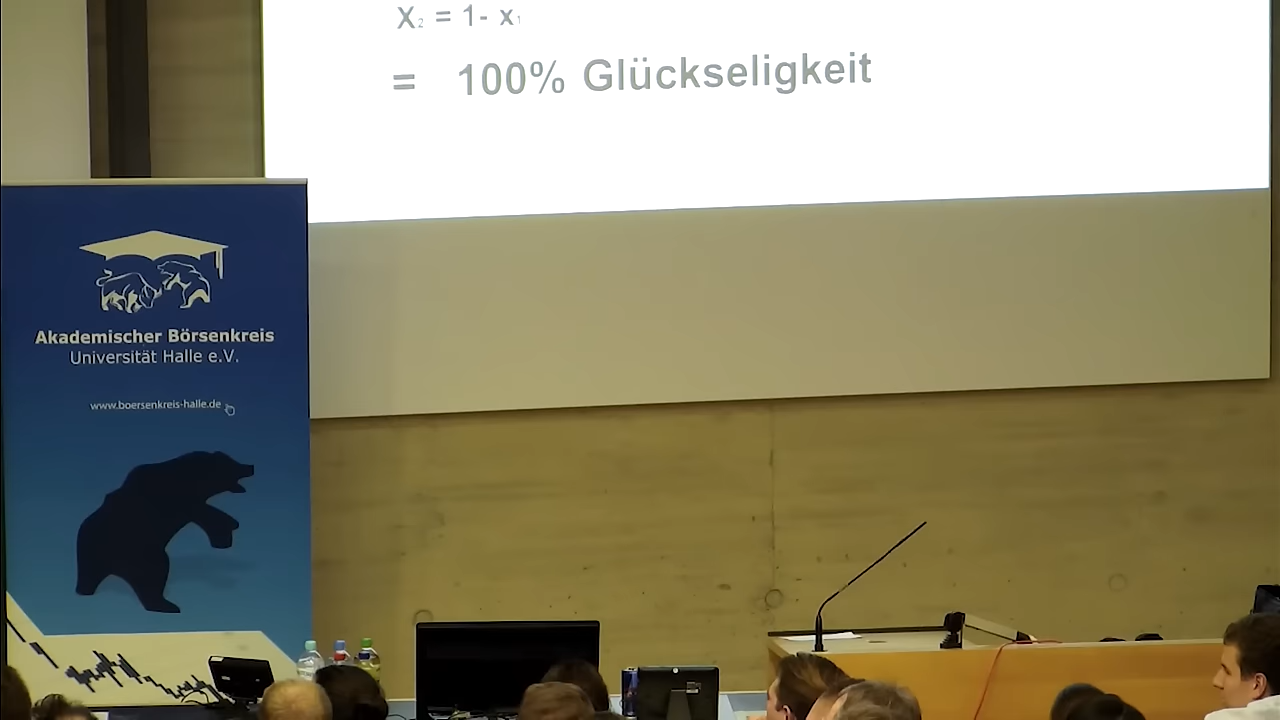 X₂ = 1- x₁
= 100% Glückseligkeit
Akademischer Börsenkreis
Universität Halle e.V.
www.boersenkreis-halle.de